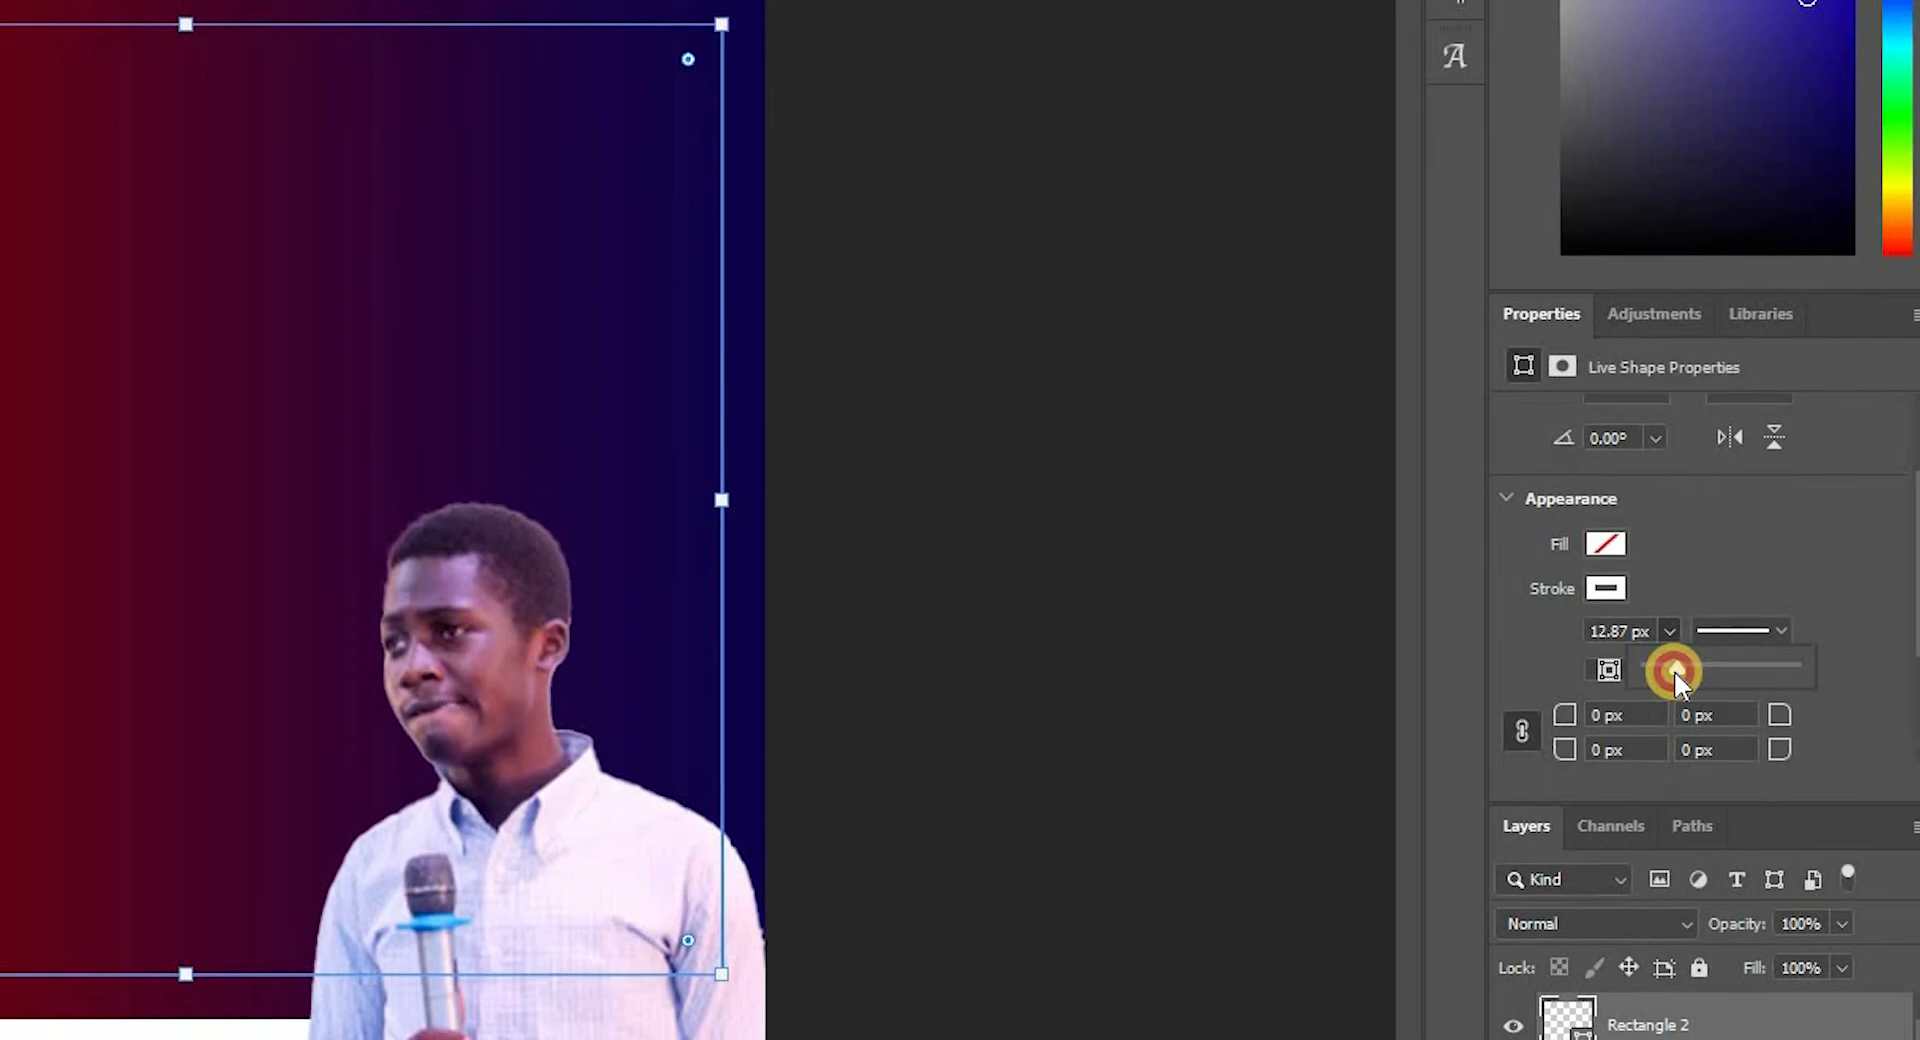 A
Properties Adjustments Libraries
Live Shape Properties
0.00°
Appearance
Fill
Stroke
12.87 px
0 px 0 px
0 px 0 px
Layers Channels Paths
Kind
T
Normal Opacity: 100%
Lock: Fill: 100%
Rectangle 2